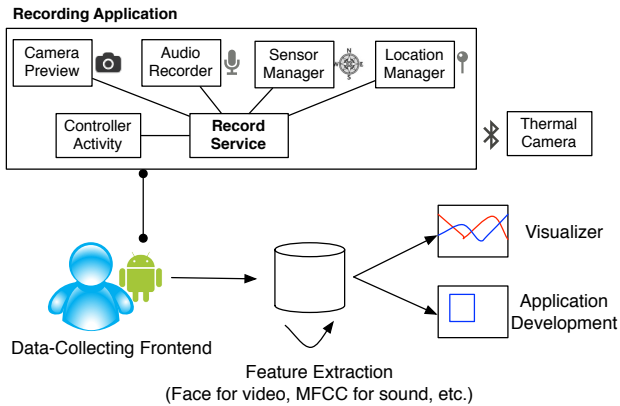 Recording Application
Camera
Preview
Audio
Recorder
Sensor
Manager
N
W
E
S
Location
Manager
Controller
Activity
Record
Service
Thermal
Camera
Visualizer
Application
Development
Data-Collecting Frontend
Feature Extraction
(Face for video, MFCC for sound, etc.)